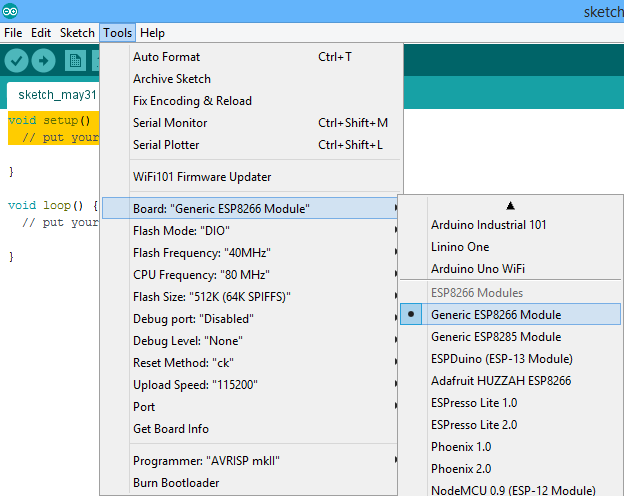 sketch
File Edit Sketch Tools Help
sketch_may31
void setup()
// put your
}
void loop() {
// put your
}
Auto Format Ctrl+T
Archive Sketch
Fix Encoding & Reload
Serial Monitor Ctrl+Shift+M
Serial Plotter Ctrl+Shift+L
WiFi101 Firmware Updater
Board: "Generic ESP8266 Module"
Flash Mode: "DIO"
Flash Frequency: "40MHz"
CPU Frequency: "80 MHz"
Flash Size: "512K (64K SPIFFS)"
Debug port: "Disabled"
Debug Level: "None"
Reset Method: "ck"
Upload Speed: "115200"
Port
Get Board Info
Programmer: "AVRISP mkII"
Burn Bootloader
Arduino Industrial 101
Linino One
Arduino Uno WiFi
ESP8266 Modules
Generic ESP8266 Module
Generic ESP8285 Module
ESPDuino (ESP-13 Module)
Adafruit HUZZAH ESP8266
ESPresso Lite 1.0
ESPresso Lite 2.0
Phoenix 1.0
Phoenix 2.0
NodeMCU 0.9 (ESP-12 Module)